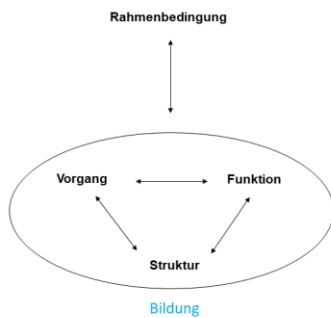 Rahmenbedingung
Vorgang
Funktion
Struktur
Bildung